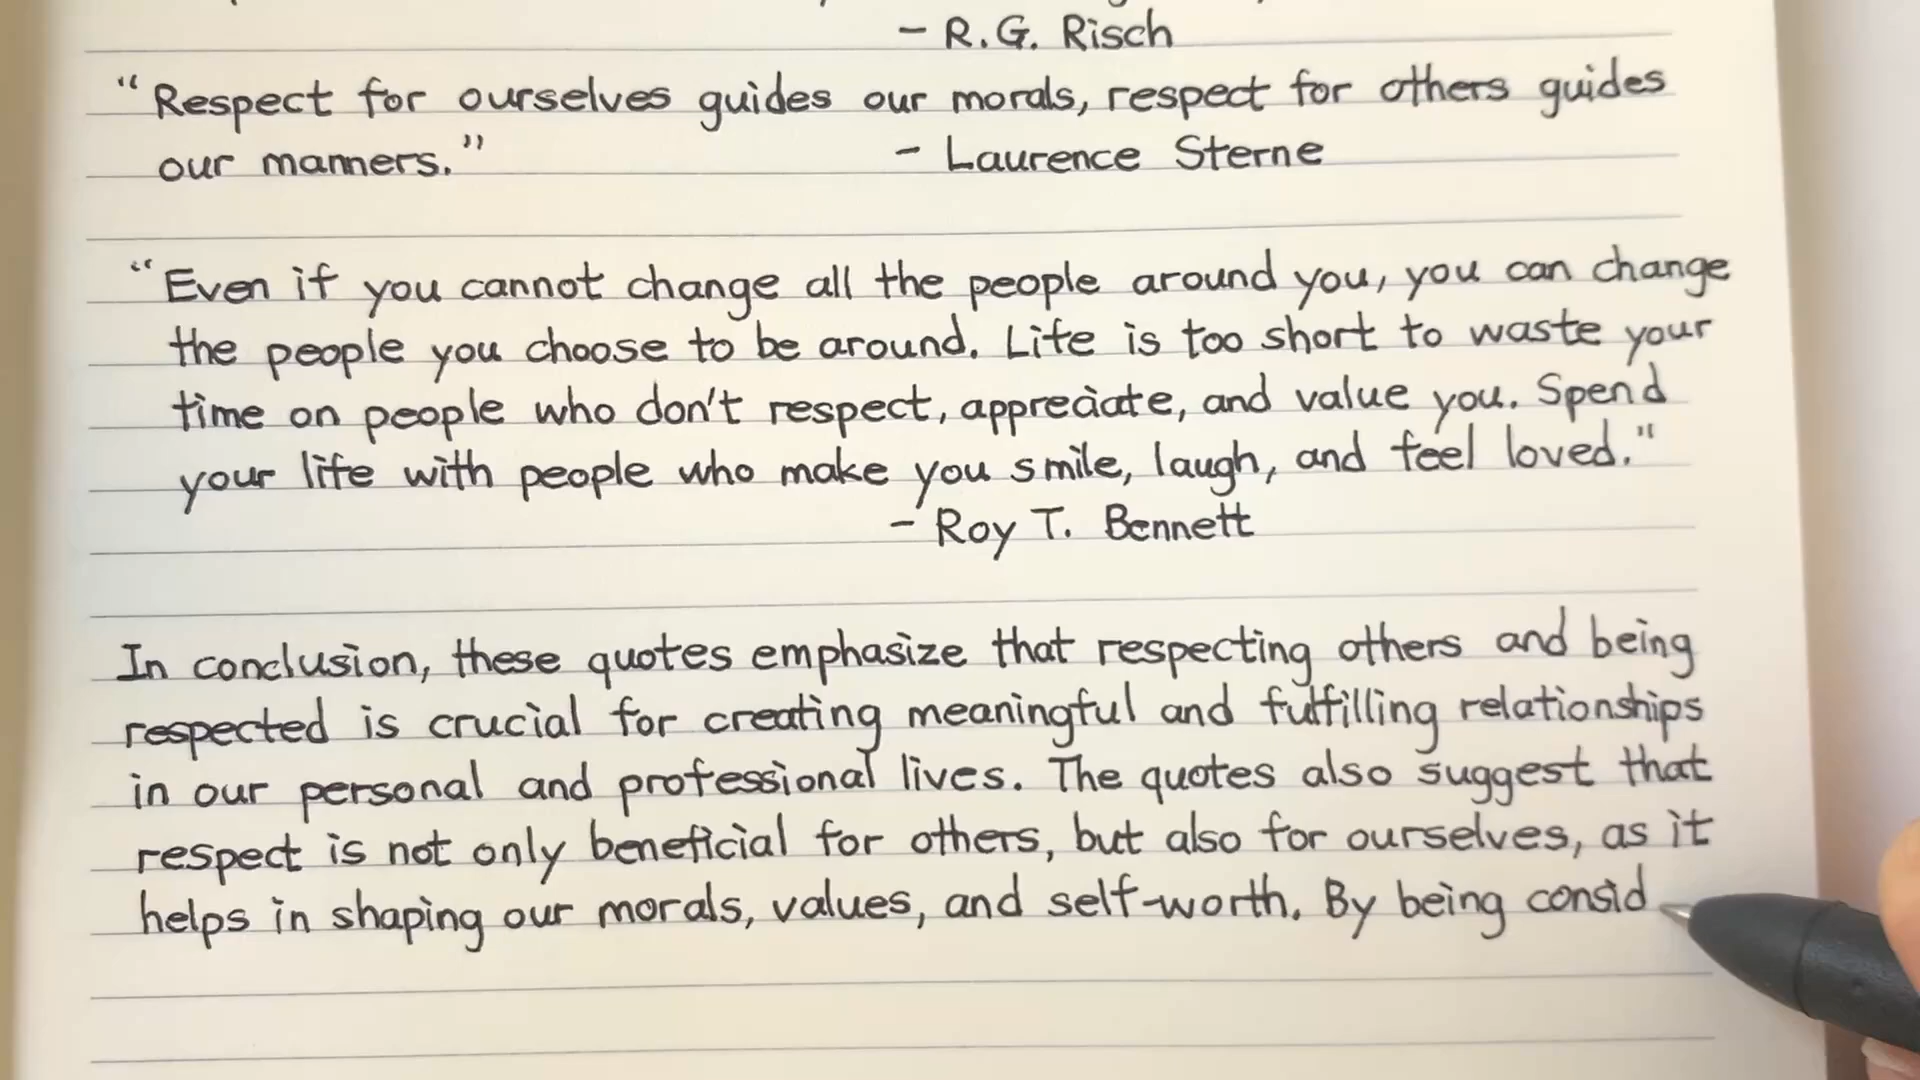 - R.G. Risch
"Respect for ourselves guides our morals, respect for others guides
our manners." - Laurence Sterne
"Even if you cannot change all the people around you, you can change
the people you choose to be around. Life is too short to waste your
time on people who don't respect, appreciate, and value you. Spend
your life with people who make you smile, laugh, and feel loved."
- Roy T. Bennett
In conclusion, these quotes emphasize that respecting others and being
respected is crucial for creating meaningful and fulfilling relationships
in our personal and professional lives. The quotes also suggest that
respect is not only beneficial for others, but also for ourselves, as it
helps in shaping our morals, values, and self-worth. By being consid